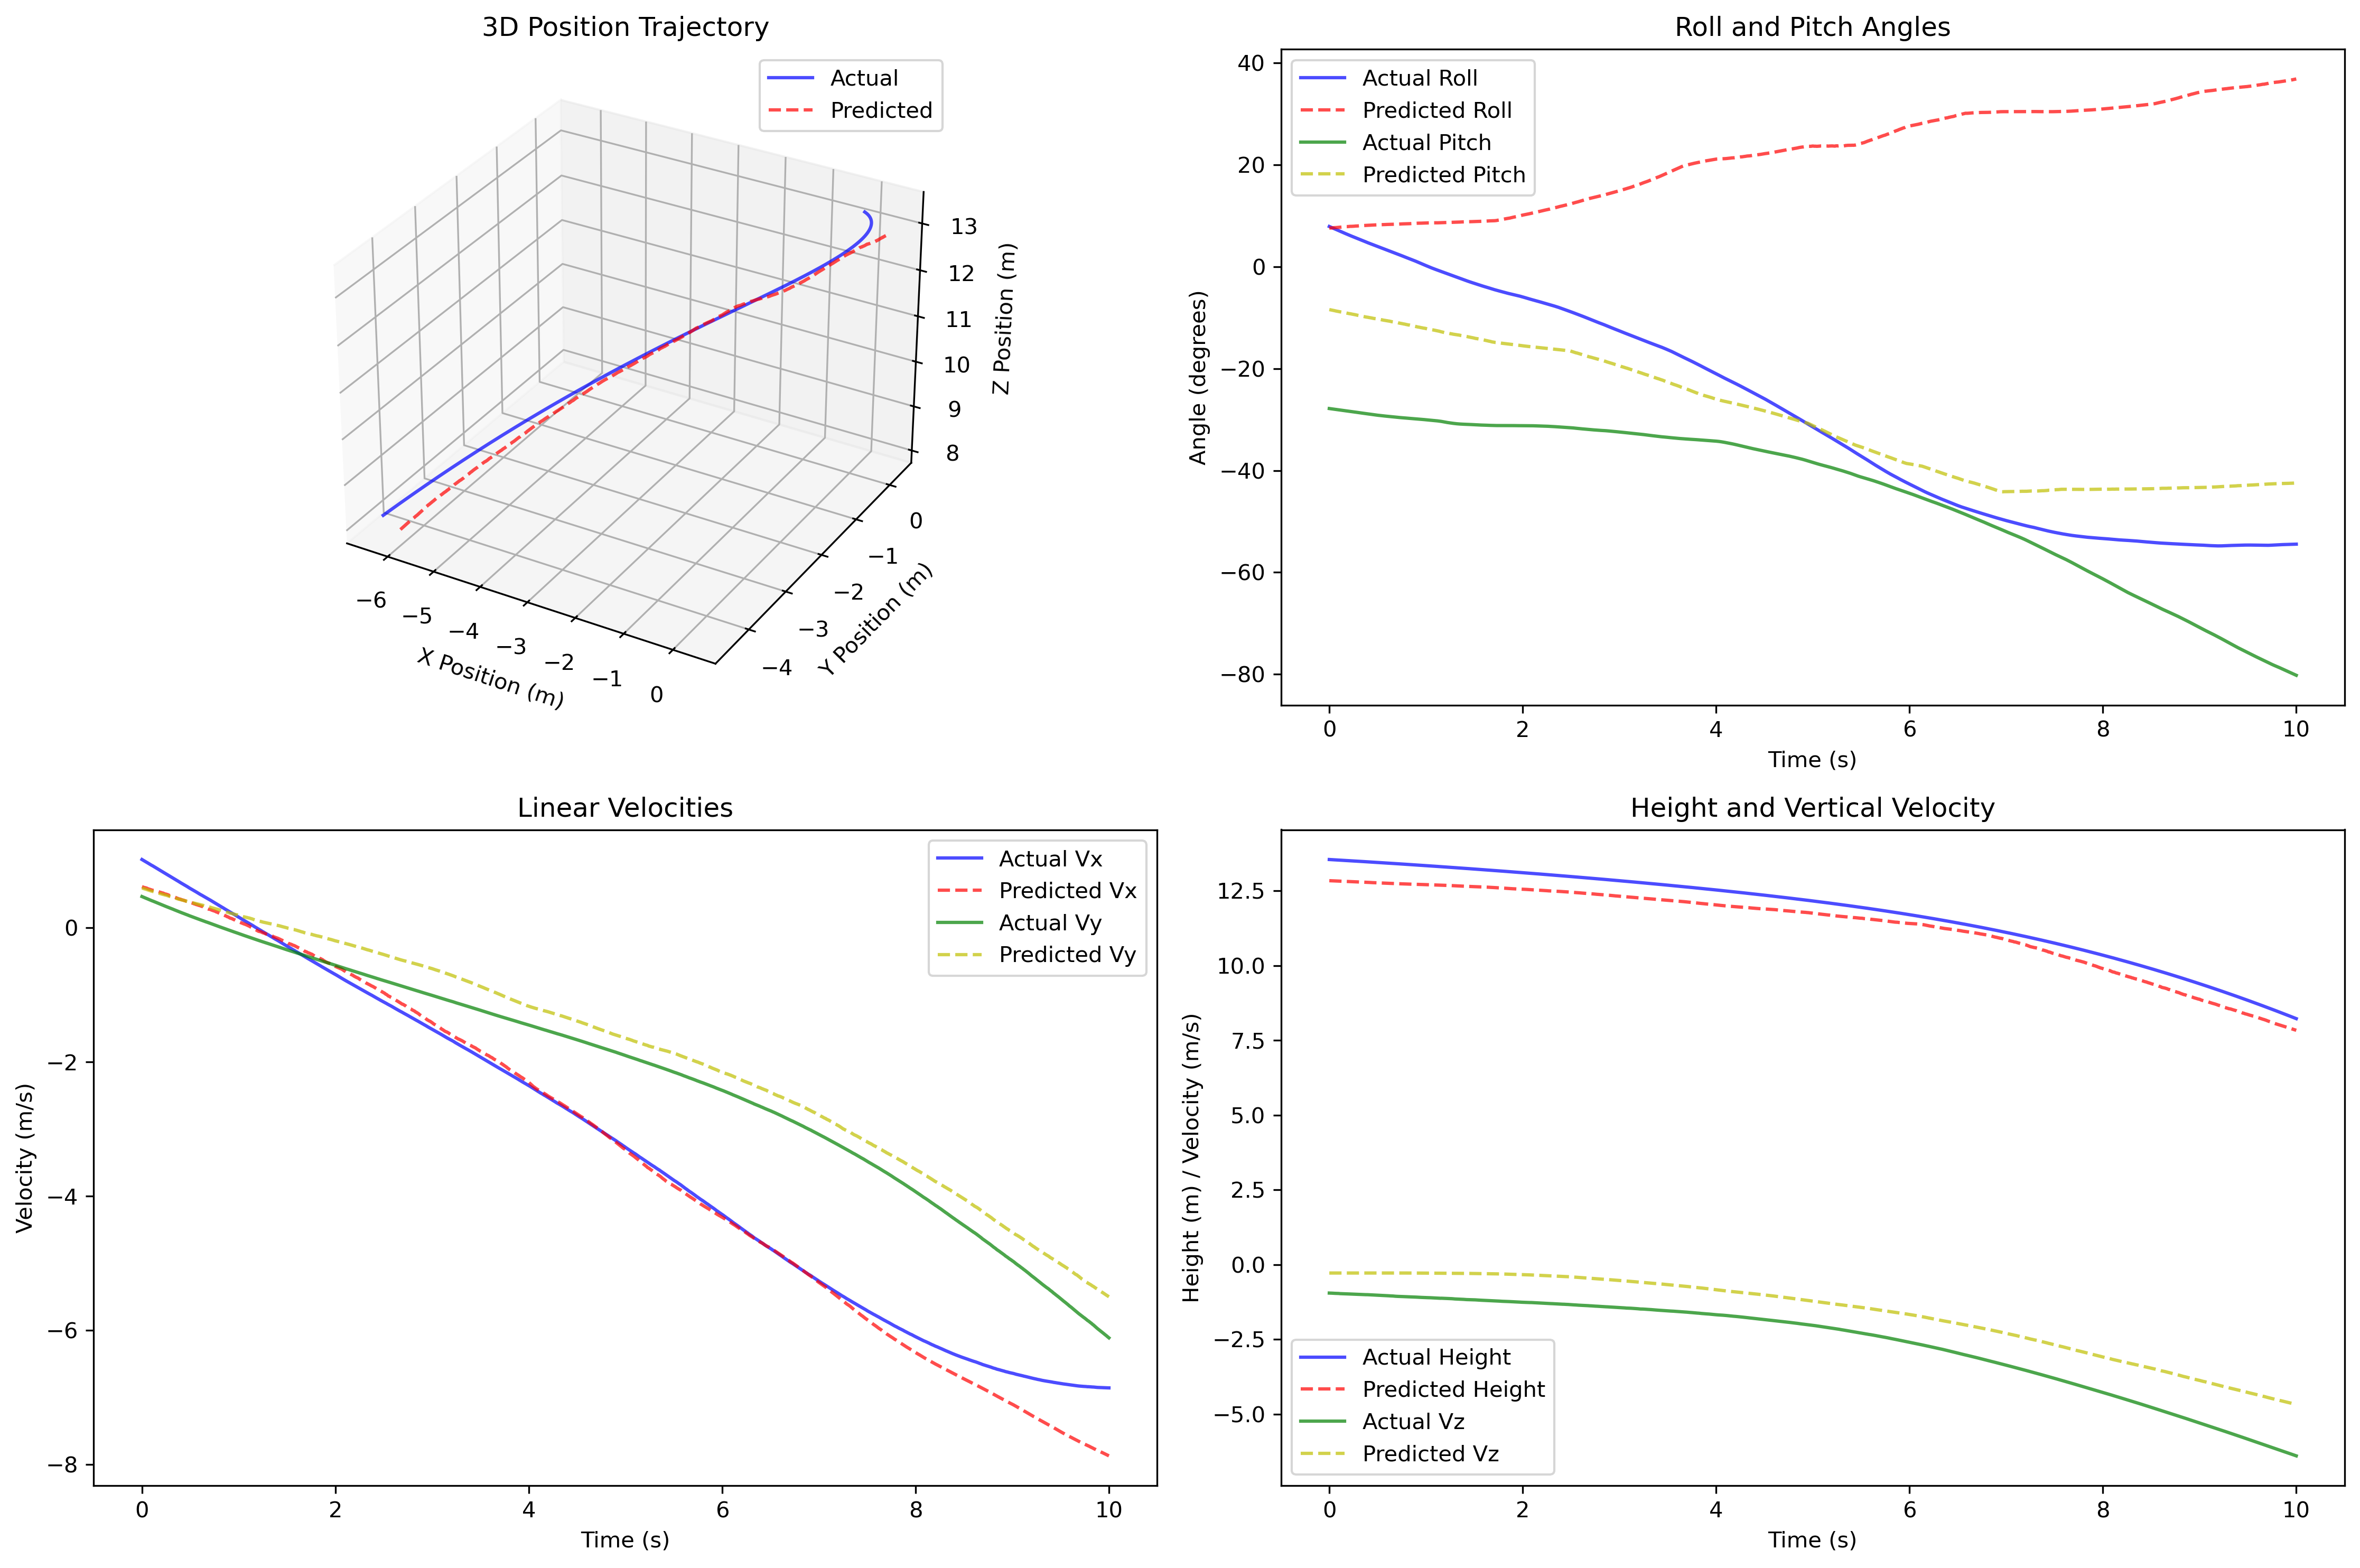 3D Position Trajectory
Actual
Predicted
13
12
11
10
9
8
Z Position (m)
0
−1
−2
−3
−4
Y Position (m)
−6
−5
−4
−3
−2
−1
0
X Position (m)
Roll and Pitch Angles
Actual Roll
Predicted Roll
Actual Pitch
Predicted Pitch
40
20
0
−20
−40
−60
−80
Angle (degrees)
0
2
4
6
8
10
Time (s)
Linear Velocities
Actual Vx
Predicted Vx
Actual Vy
Predicted Vy
0
−2
−4
−6
−8
Velocity (m/s)
0
2
4
6
8
10
Time (s)
Height and Vertical Velocity
12.5
10.0
7.5
5.0
2.5
0.0
−2.5
−5.0
Height (m) / Velocity (m/s)
Actual Height
Predicted Height
Actual Vz
Predicted Vz
0
2
4
6
8
10
Time (s)